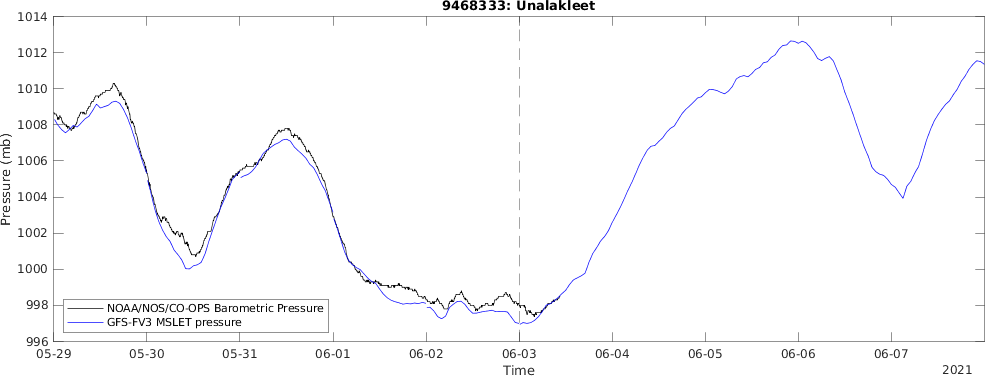 9468333: Unalakleet
1014
1012
1010
1008
1006
1004
1002
1000
998
996
Pressure (mb)
NOAA/NOS/CO-OPS Barometric Pressure
GFS-FV3 MSLET pressure
05-29 05-30 05-31 06-01 06-02 06-03 06-04 06-05 06-06 06-07
Time
2021